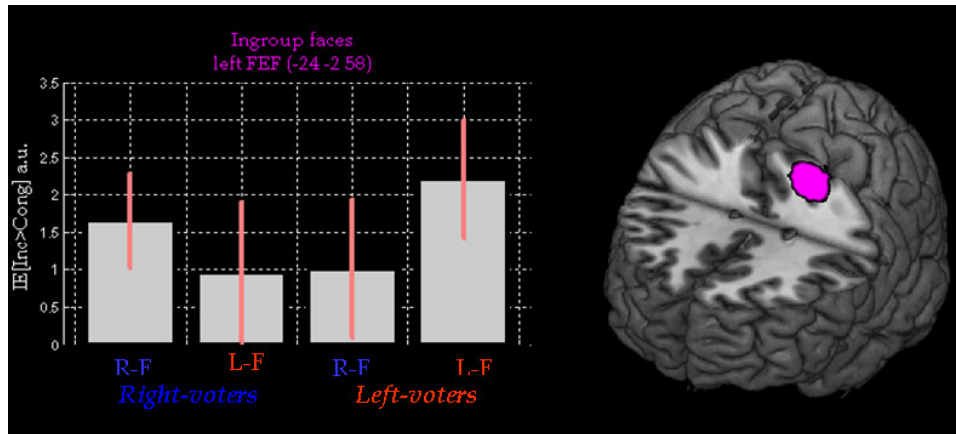 Ingroup faces
left FEF (-24 -2 58)
IE[Inc>Cong] a.u.
3.5
3
2.5
2
1.5
1
0.5
0
R-F L-F R-F L-F
Right-voters Left-voters